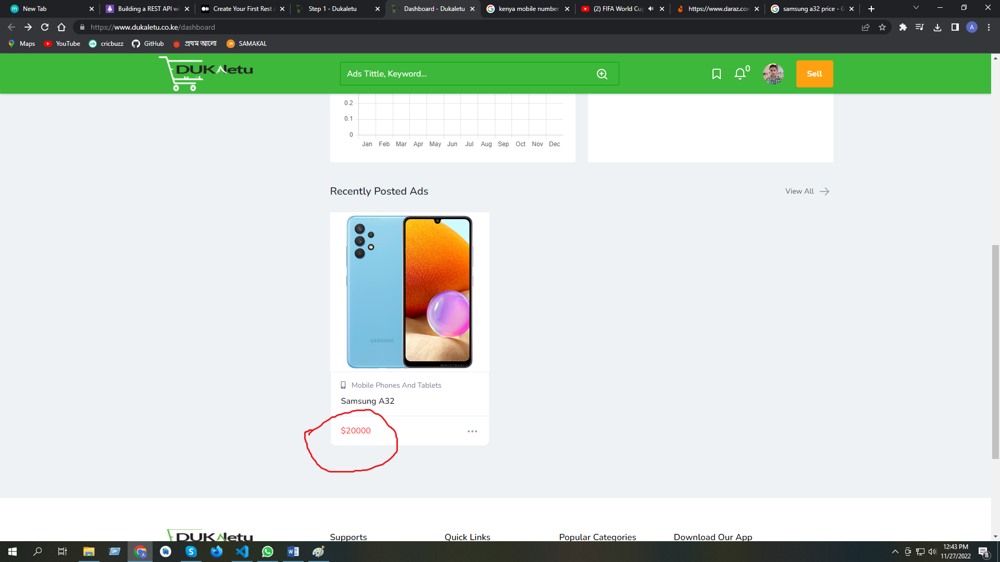 New Tab
Building a REST API wi
Create Your First Rest
Step 1 - Dukaletu
Dashboard - Dukaletu
kenya mobile number
(2) FIFA World Cup
https://www.daraz.com
samsung a32 price - G
https://www.dukaletu.co.ke/dashboard
A
Maps
YouTube
cricbuzz
GitHub
প্রথম আলো
SAMAKAL
DUKAletu
Ads Tittle, Keyword...
0
Sell
0.2
0.1
0
Jan Feb Mar Apr May Jun Jul Aug Sep Oct Nov Dec
Recently Posted Ads
View All
SAMSUNG
Mobile Phones And Tablets
Samsung A32
$20000
DUKAletu
Supports
Quick Links
Popular Categories
Download Our App
12:43 PM
11/27/2022
8